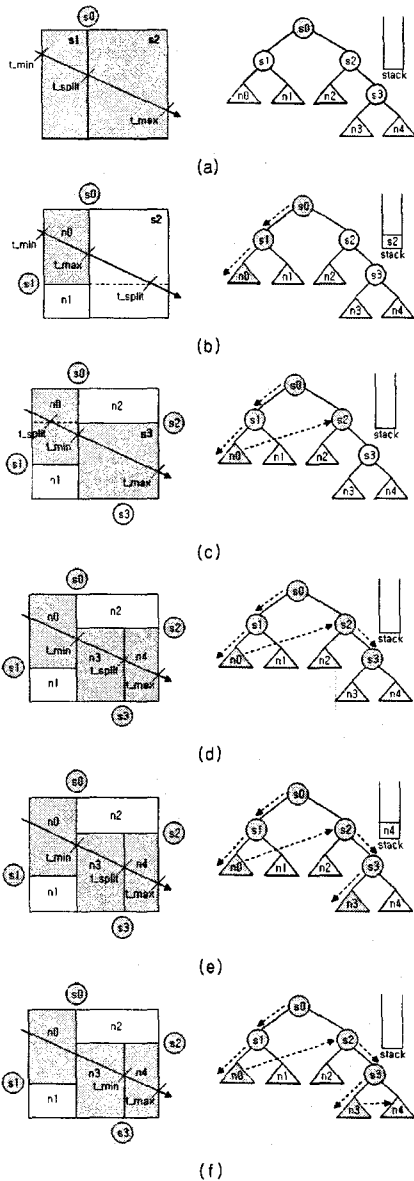 s0
s1 s2
t_min
t_split
t_max
s0
s1 s2
n0 n1 n2 s3
n3 n4
stack
(a)
s0
n0 s2
t_min
t_max
s1
n1 t_split
s0
s1 s2
n0 n1 n2 s3
n3 n4
s2
stack
(b)
s0
n0 n2
s2
t_split
t_min s3
s1
n1 t_max
s3
s0
s1 s2
n0 n1 n2 s3
n3 n4
stack
(c)
s0
n0 n2
s2
t_min n3 n4
t_split
s1
n1 t_max
s3
s0
s1 s2
n0 n1 n2 s3
n3 n4
stack
(d)
s0
n0 n2
s2
t_min n3 n4
t_split
s1
n1 t_max
s3
s0
s1 s2
n0 n1 n2 s3
n3 n4
n4
stack
(e)
s0
n0 n2
s2
n3 n4
t_min
s1
n1 t_max
s3
s0
s1 s2
n0 n1 n2 s3
n3 n4
stack
(f)